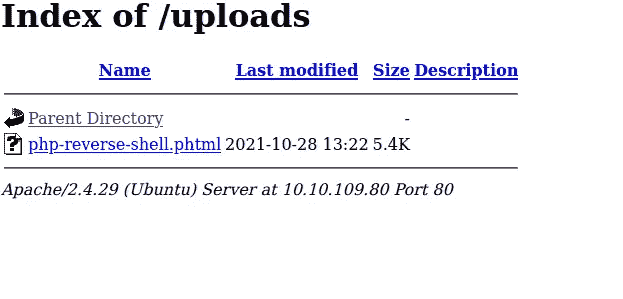 Index of /uploads
Name Last modified Size Description
Parent Directory -
php-reverse-shell.phtml 2021-10-28 13:22 5.4K
Apache/2.4.29 (Ubuntu) Server at 10.10.109.80 Port 80